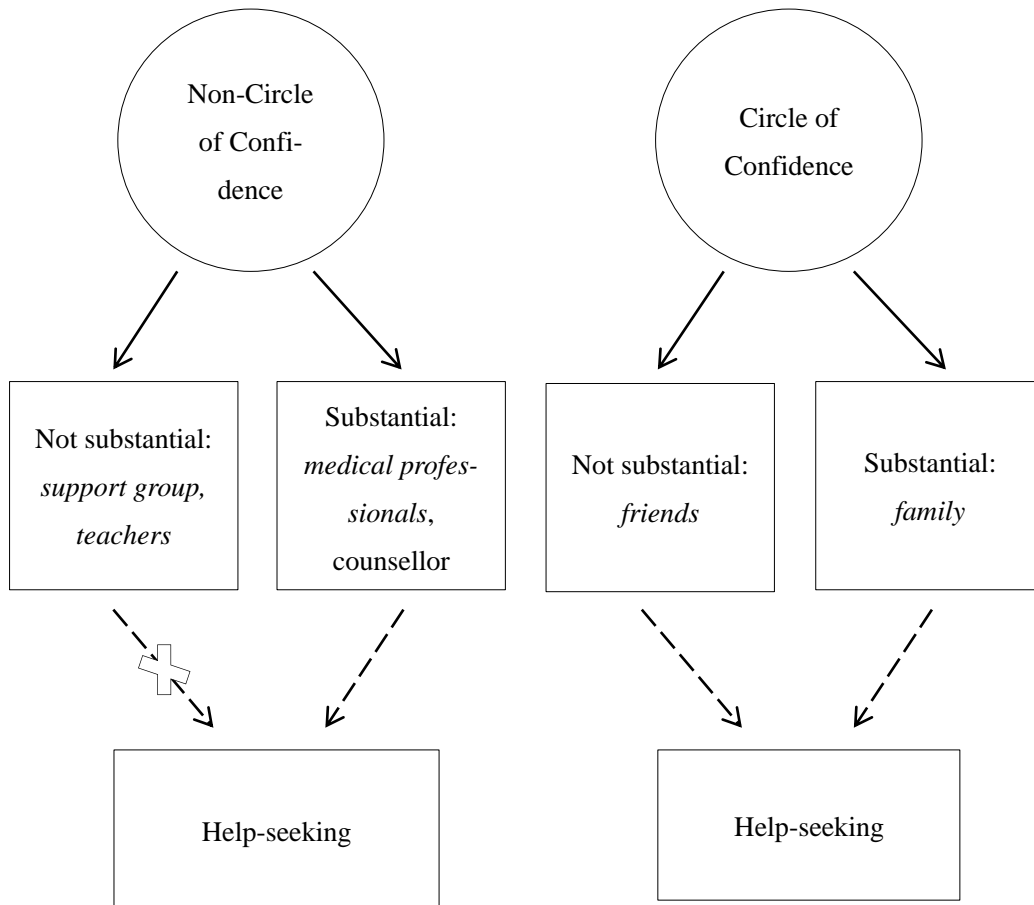 Non-Circle
of Confi-
dence
Circle of
Confidence
Not substantial:
support group,
teachers
Substantial:
medical profes-
sionals,
counsellor
Not substantial:
friends
Substantial:
family
Help-seeking
Help-seeking